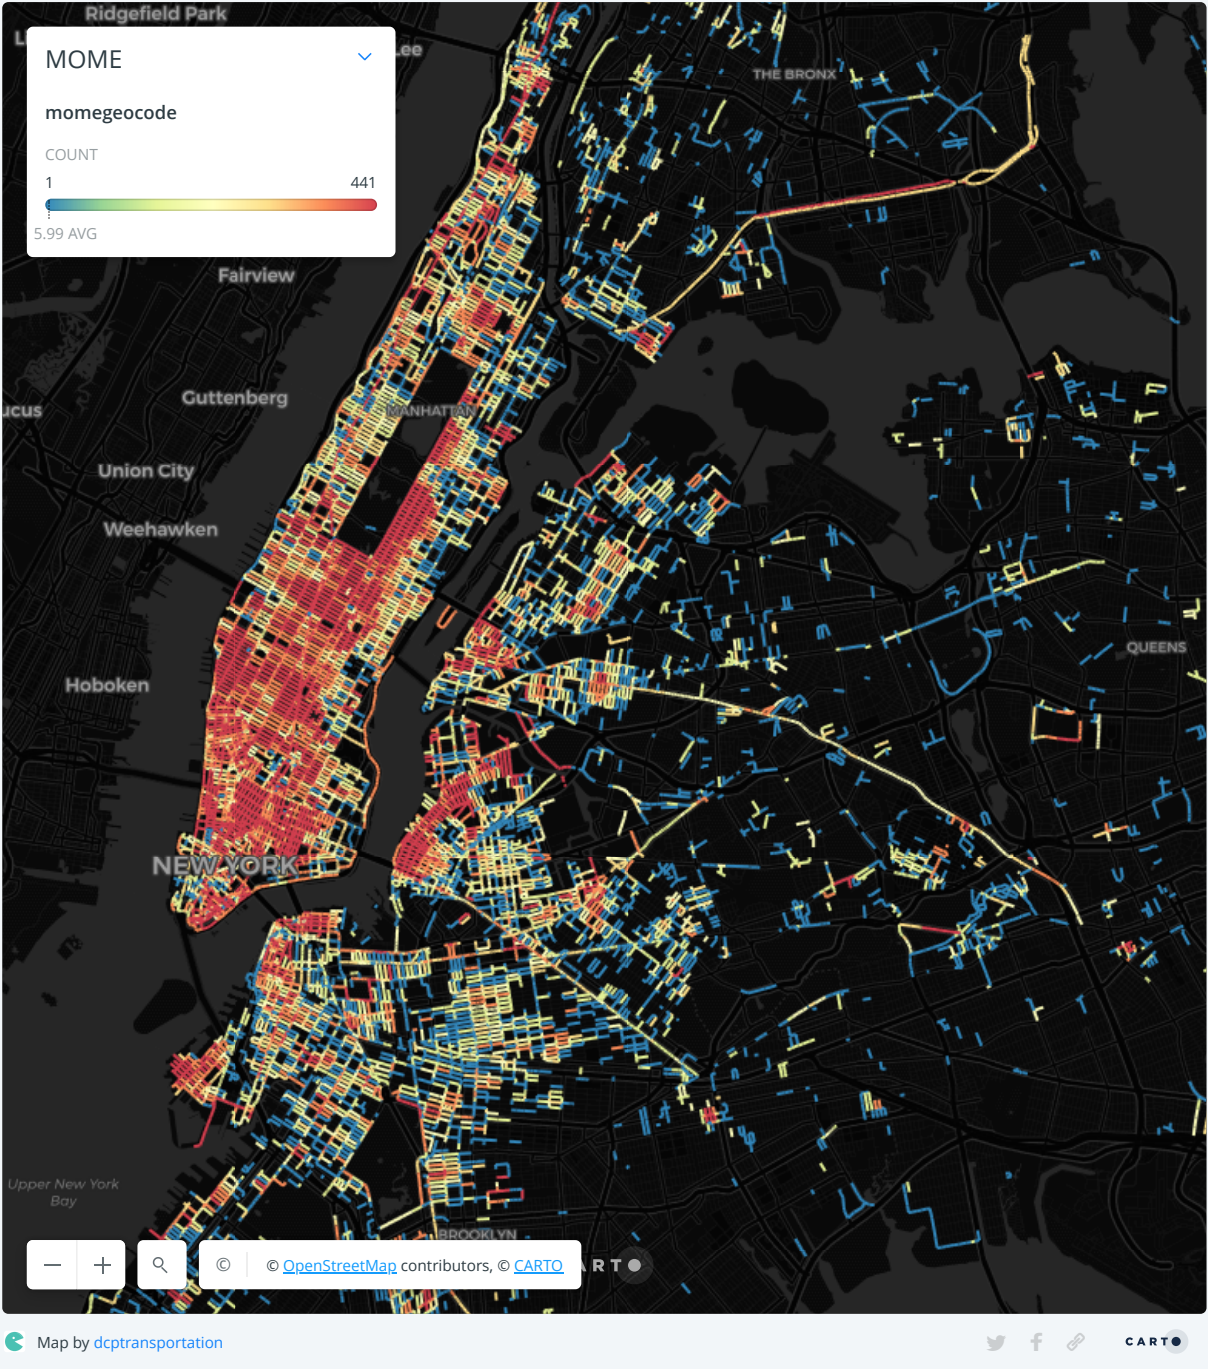 Ridgefield Park
Lee
MOME
momegeocode
COUNT
1 441
5.99 AVG
THE BRONX
Fairview
Guttenberg
MANHATTAN
Union City
Weehawken
QUEENS
Hoboken
NEW YORK
Upper New York
Bay
BROOKLYN
− +
©
© OpenStreetMap contributors, © CARTO
Map by dcptransportation
CARTO